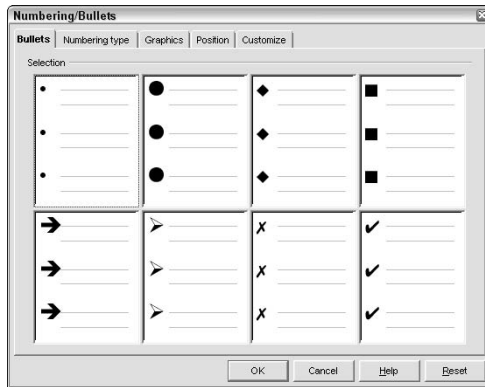 Numbering/Bullets
Bullets Numbering type Graphics Position Customize
Selection
OK Cancel Help Reset